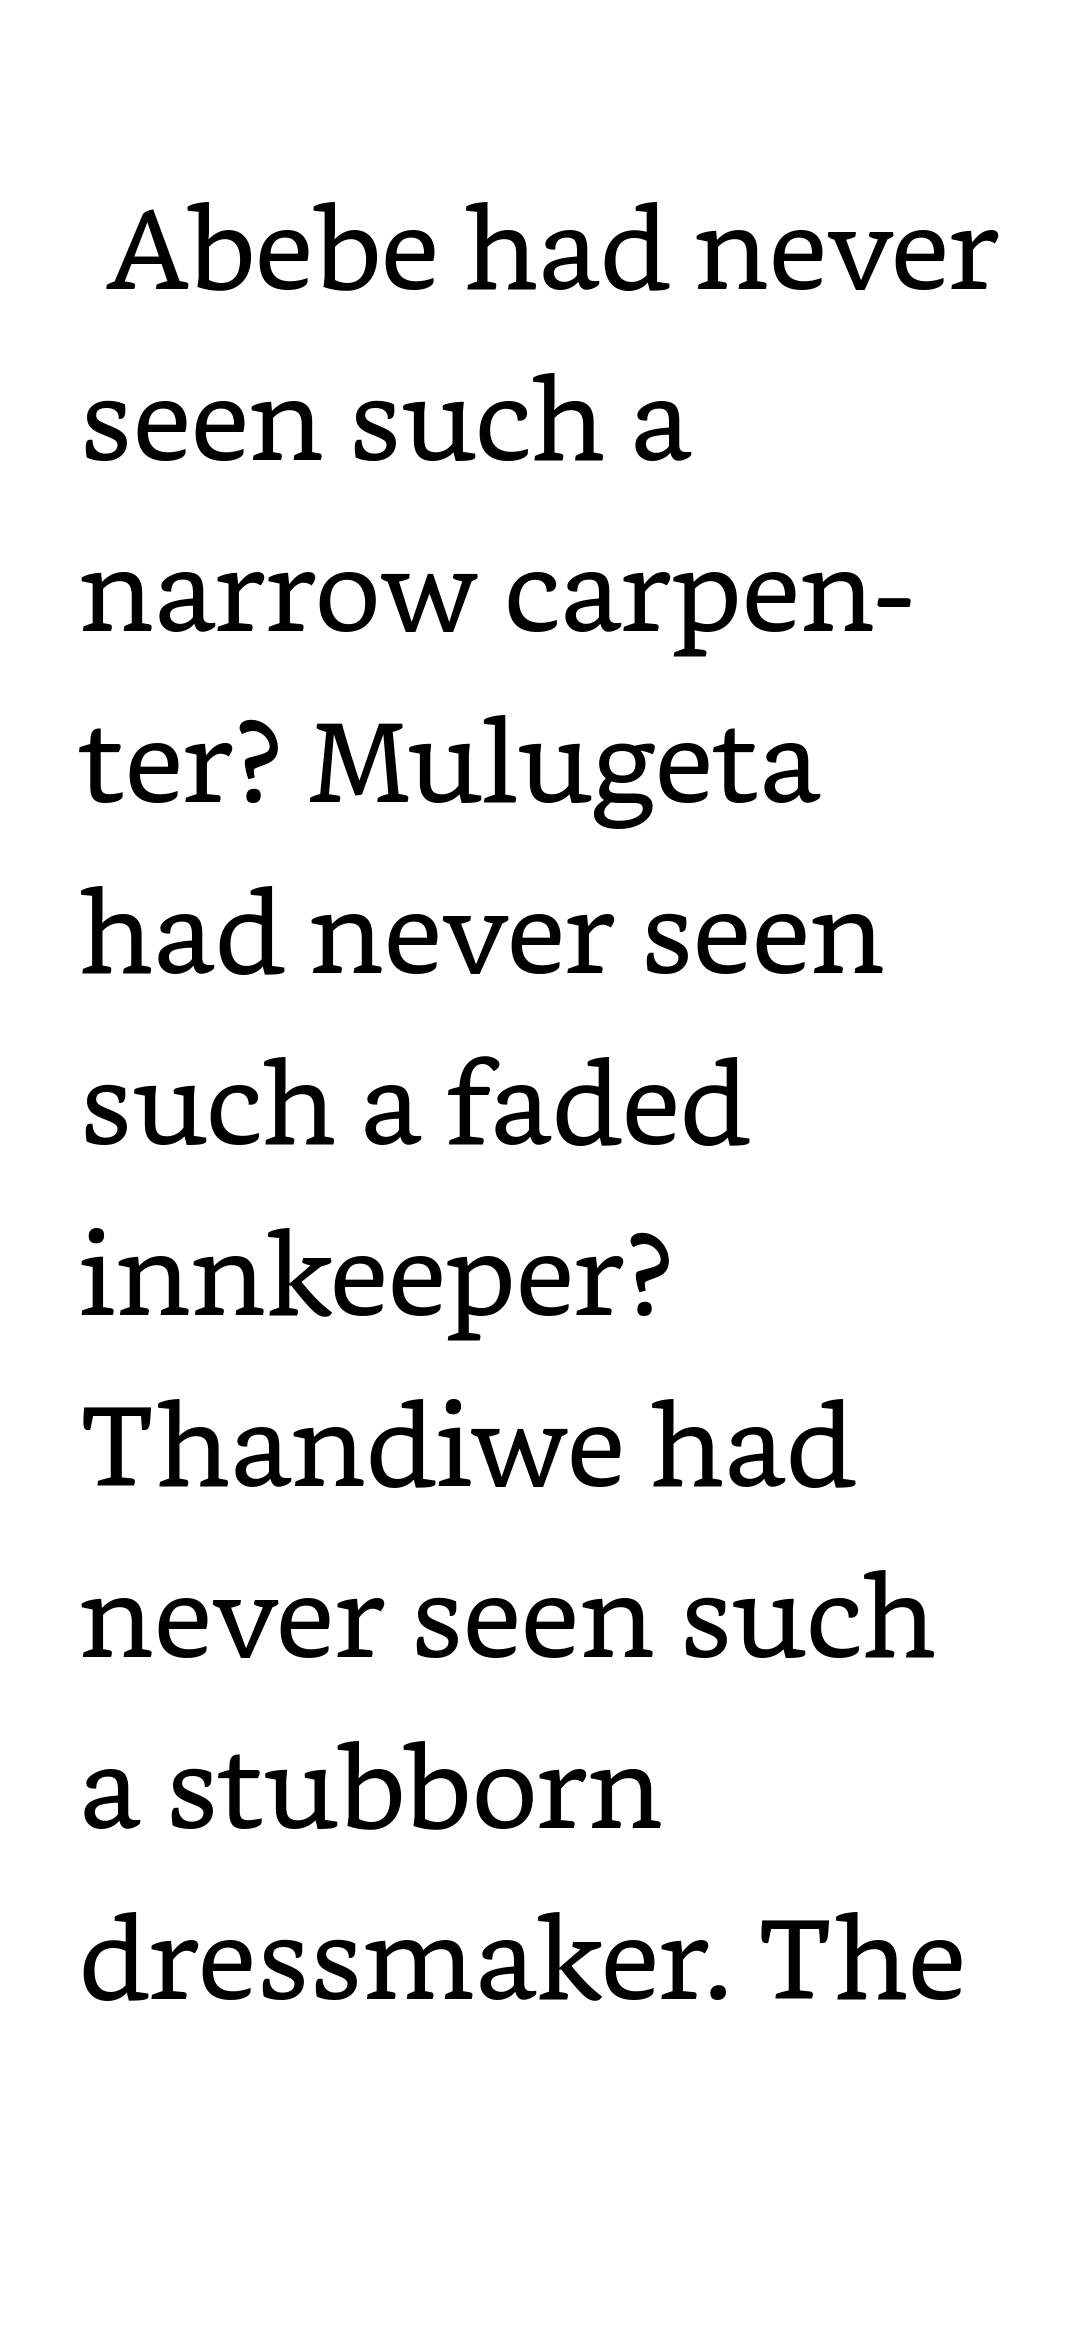 Abebe had never
seen such a
narrow carpen-
ter? Mulugeta
had never seen
such a faded
innkeeper?
Thandiwe had
never seen such
a stubborn
dressmaker. The